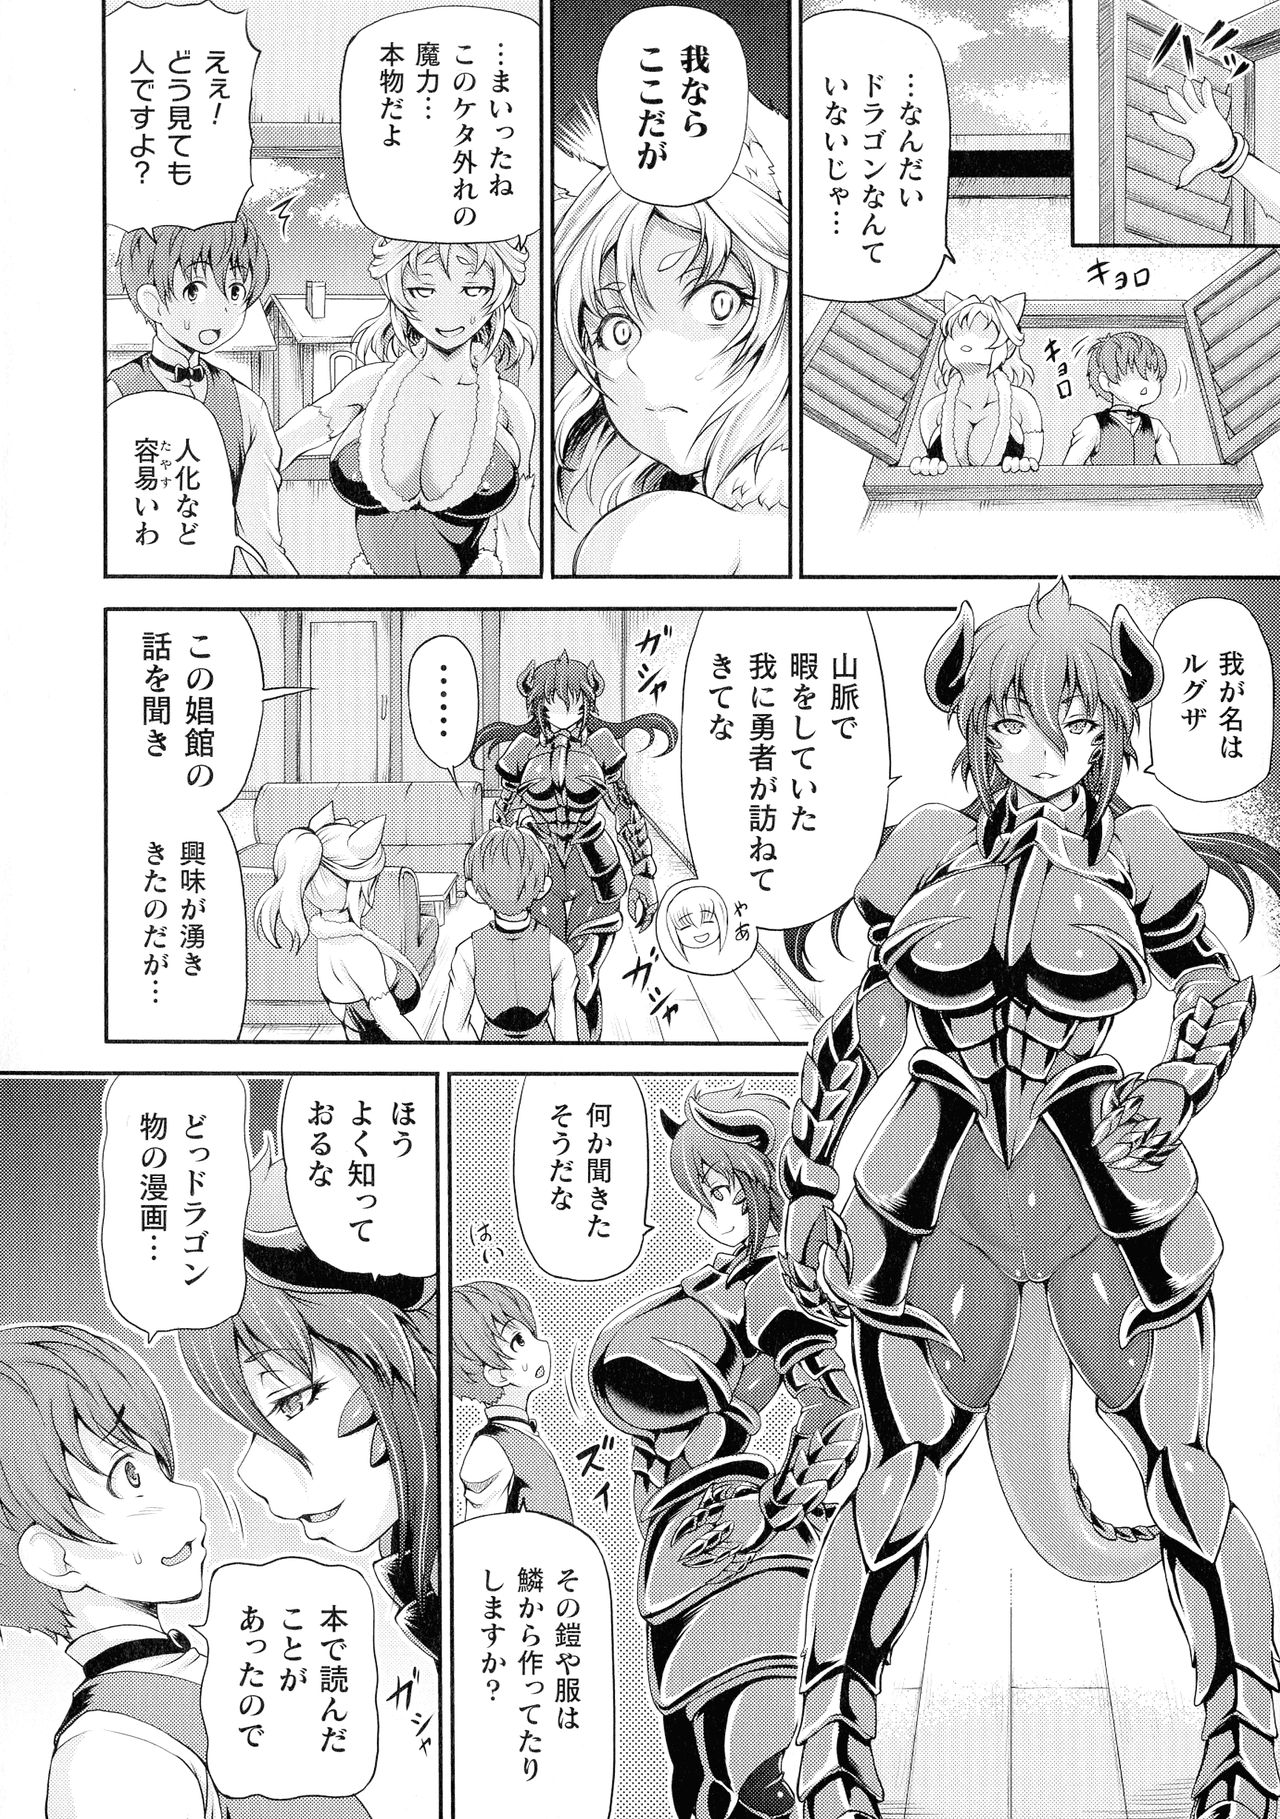 …なんだい
ドラゴンなんて
いないじゃ…
キョロ
キョロ
我なら
ここだが
…まいったね
このケタ外れの
魔力…
本物だよ
ええ！
どう見ても
人ですよ？
人化など
容易いわ
たやす
我が名は
ルグザ
山脈で
暇をしていた
我に勇者が訪ねて
きてな
やあ
ガシャ
ガシャ
……
この娼館の
話を聞き
興味が湧き
きたのだが…
何か聞きた
そうだな
はい
ズイ
その鎧や服は
鱗から作ってたり
しますか？
ほう
よく知って
おるな
どっドラゴン
物の漫画…
本で読んだ
ことが
あったので
ガシャ